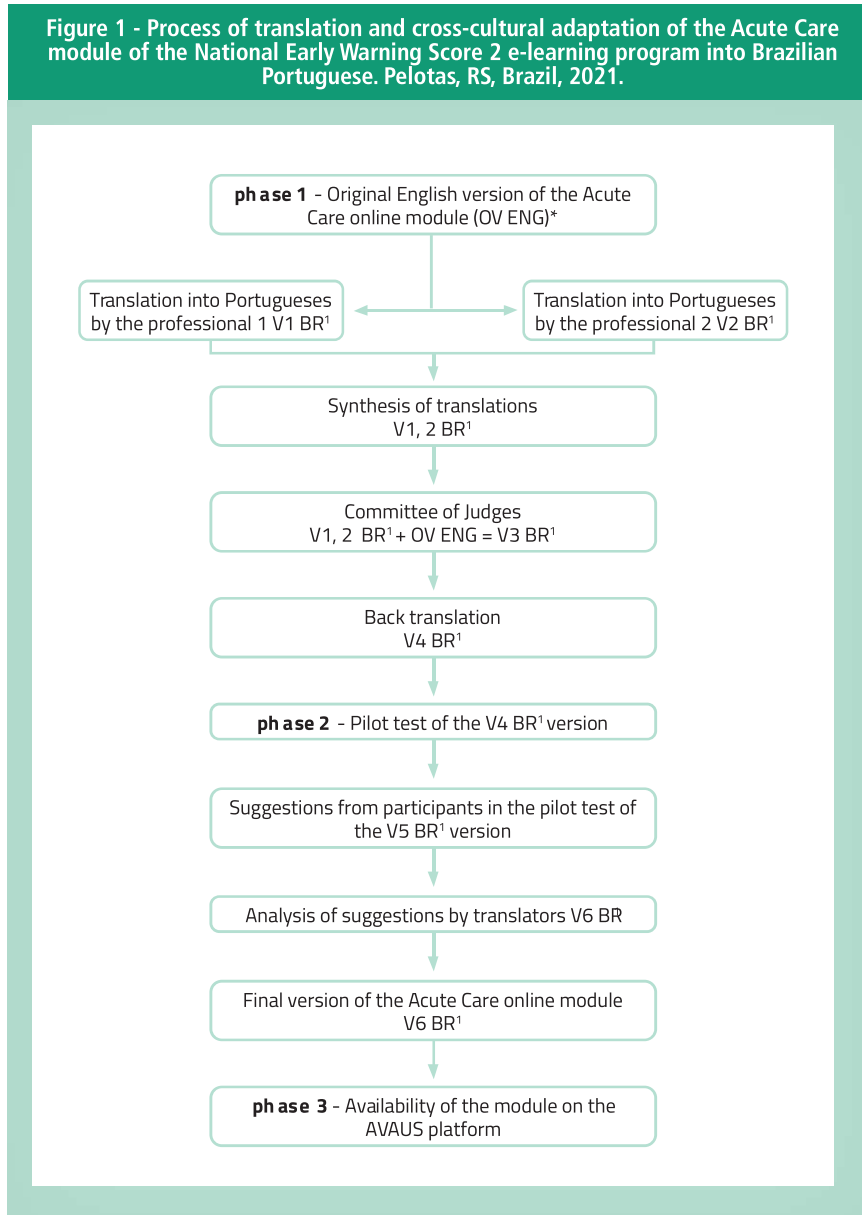 Figure 1 - Process of translation and cross-cultural adaptation of the Acute Care
module of the National Early Warning Score 2 e-learning program into Brazilian
Portuguese. Pelotas, RS, Brazil, 2021.
phase 1 - Original English version of the Acute
Care online module (OV ENG)*
Translation into Portugueses
by the professional 1 V1 BR¹
Translation into Portugueses
by the professional 2 V2 BR¹
Synthesis of translations
V1, 2 BR¹
Committee of Judges
V1, 2 BR¹ + OV ENG = V3 BR¹
Back translation
V4 BR¹
phase 2 - Pilot test of the V4 BR¹ version
Suggestions from participants in the pilot test of
the V5 BR¹ version
Analysis of suggestions by translators V6 BR¹
Final version of the Acute Care online module
V6 BR¹
phase 3 - Availability of the module on the
AVAUS platform